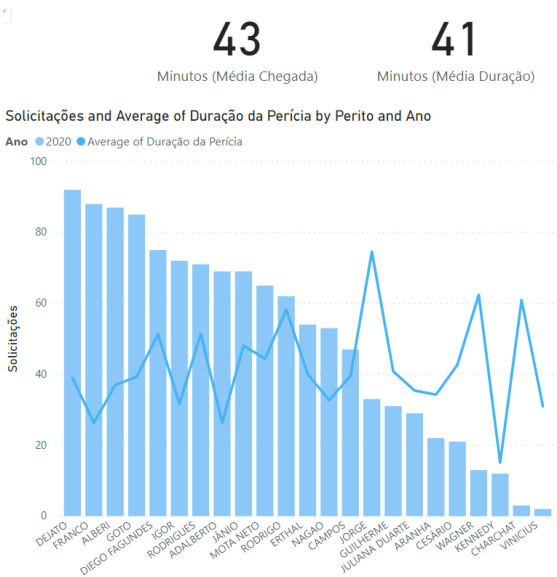 43
41
Minutos (Média Chegada)
Minutos (Média Duração)
Solicitações and Average of Duração da Perícia by Perito and Ano
Ano 2020 Average of Duração da Perícia
100
80
60
40
20
0
Solicitações
DEJATO
FRANCO
ALBERI
GOTO
DIEGO FAGUNDES
IGOR
RODRIGUES
ADALBERTO
JÂNIO
MOTA NETO
RODRIGO
ERTHAL
NAGAO
CAMPOS
JORGE
GUILHERME
JULIANA DUARTE
ARANHA
CESÁRIO
WAGNER
KENNEDY
CHARCHAT
VINICIUS